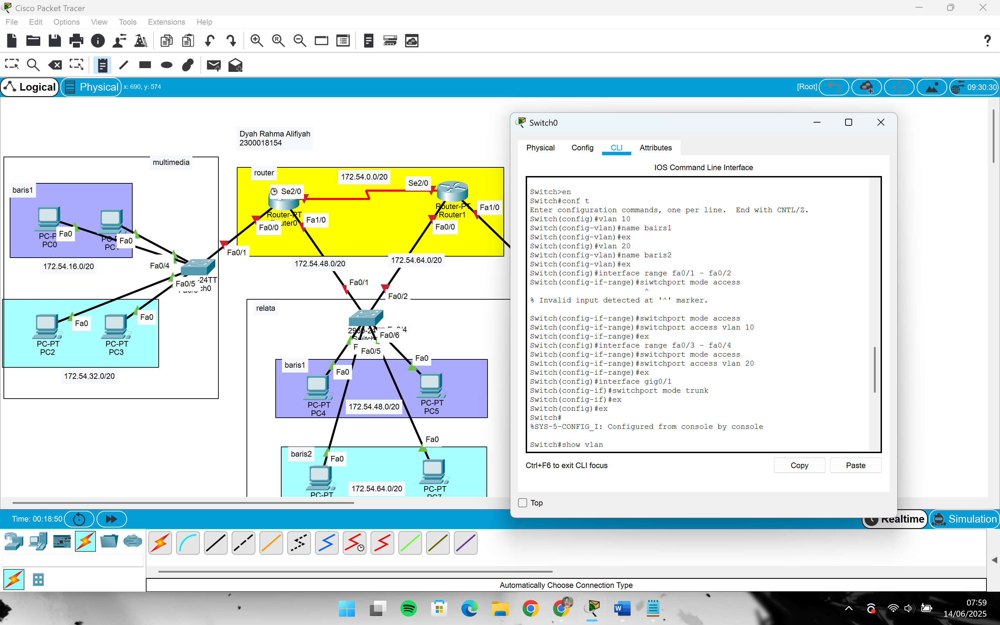 Cisco Packet Tracer
File Edit Options View Tools Extensions Help
Logical
Physical
x: 690, y: 574
[Root]
09:30:30
Dyah Rahma Alifiyah
2300018154
multimedia
baris1
Fa0
PC0
Fa0
172.54.16.0/20
Fa0/4
Fa0/5
-24TT
Fa0
PC-PT
PC2
Fa0
PC-PT
PC3
172.54.32.0/20
router
172.54.0.0/20
Se2/0
Se2/0
Router-PT
Fa0/0
Fa1/0
Router-PT
Router1
Fa0/0
Fa1/0
Fa0/1
172.54.48.0/20
172.54.64.0/20
Fa0/1
Fa0/2
relata
Fa0/6
Fa0/5
baris1
Fa0
PC-PT
PC4
Fa0
PC-PT
PC5
172.54.48.0/20
baris2
Fa0
PC-PT
Fa0
PC-PT
172.54.64.0/20
Switch0
Physical Config CLI Attributes
IOS Command Line Interface
Switch>en
Switch#conf t
Enter configuration commands, one per line.  End with CNTL/Z.
Switch(config)#vlan 10
Switch(config-vlan)#name bairs1
Switch(config-vlan)#ex
Switch(config)#vlan 20
Switch(config-vlan)#name baris2
Switch(config-vlan)#ex
Switch(config)#interface range fa0/1 - fa0/2
Switch(config-if-range)#siwtchport mode access
^
% Invalid input detected at '^' marker.
Switch(config-if-range)#switchport mode access
Switch(config-if-range)#switchport access vlan 10
Switch(config-if-range)#ex
Switch(config)#interface range fa0/3 - fa0/4
Switch(config-if-range)#switchport mode access
Switch(config-if-range)#switchport access vlan 20
Switch(config-if-range)#ex
Switch(config)#interface gig0/1
Switch(config-if)#switchport mode trunk
Switch(config-if)#ex
Switch(config)#ex
Switch#
%SYS-5-CONFIG_I: Configured from console by console
Switch#show vlan
Ctrl+F6 to exit CLI focus
Copy
Paste
Top
Time: 00:18:50
Realtime
Simulation
Automatically Choose Connection Type
07:59
14/06/2025